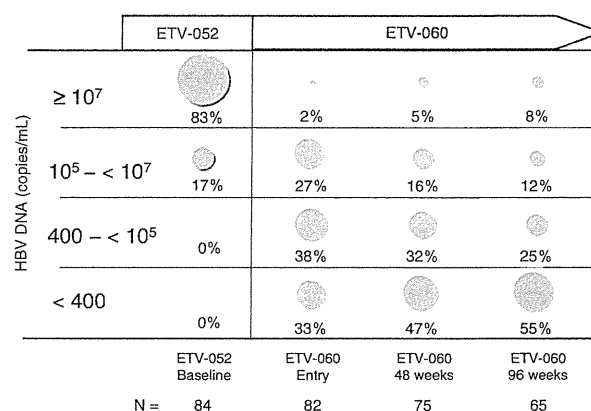 ETV-052 ETV-060
HBV DNA (copies/mL)
≥ 10⁷
83% 2% 5% 8%
10⁵ – < 10⁷
17% 27% 16% 12%
400 – < 10⁵
0% 38% 32% 25%
< 400
0% 33% 47% 55%
ETV-052 ETV-060 ETV-060 ETV-060
Baseline Entry 48 weeks 96 weeks
N = 84 82 75 65